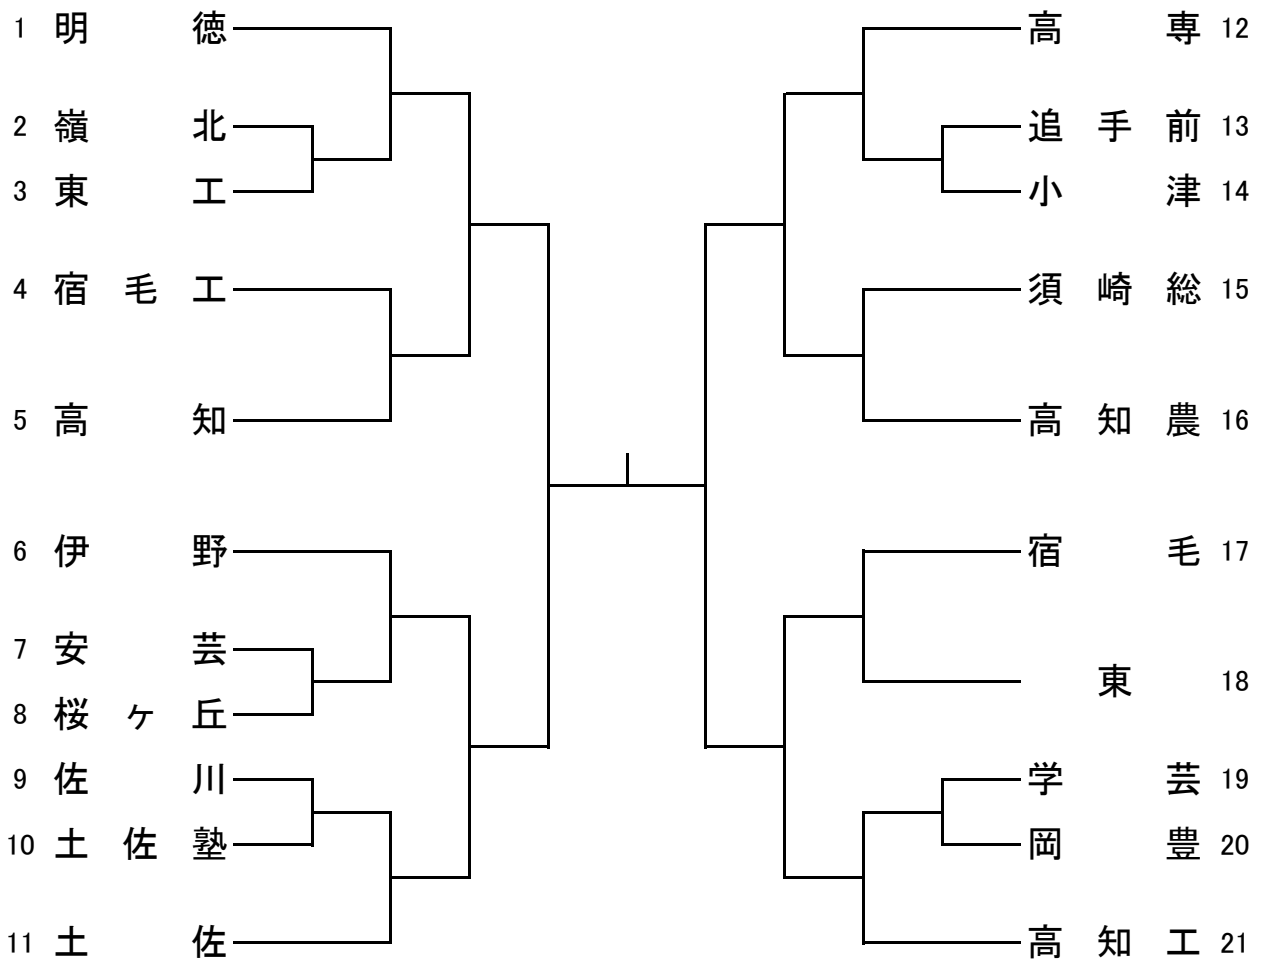 1 明徳
2 嶺北
3 東工
4 宿毛工
5 高知
6 伊野
7 安芸
8 桜ヶ丘
9 佐川
10 土佐塾
11 土佐
高専 12
追手前 13
小津 14
須崎総 15
高知農 16
宿毛 17
東 18
学芸 19
岡豊 20
高知工 21